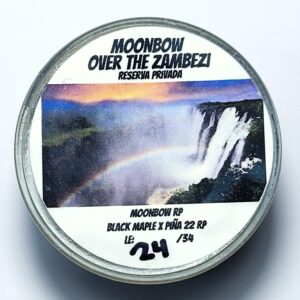 MOONBOW
OVER THE ZAMBEZI
RESERVA PRIVADA
MOONBOW RP
BLACK MAPLE X PIÑA 22 RP
LE: 24 /34